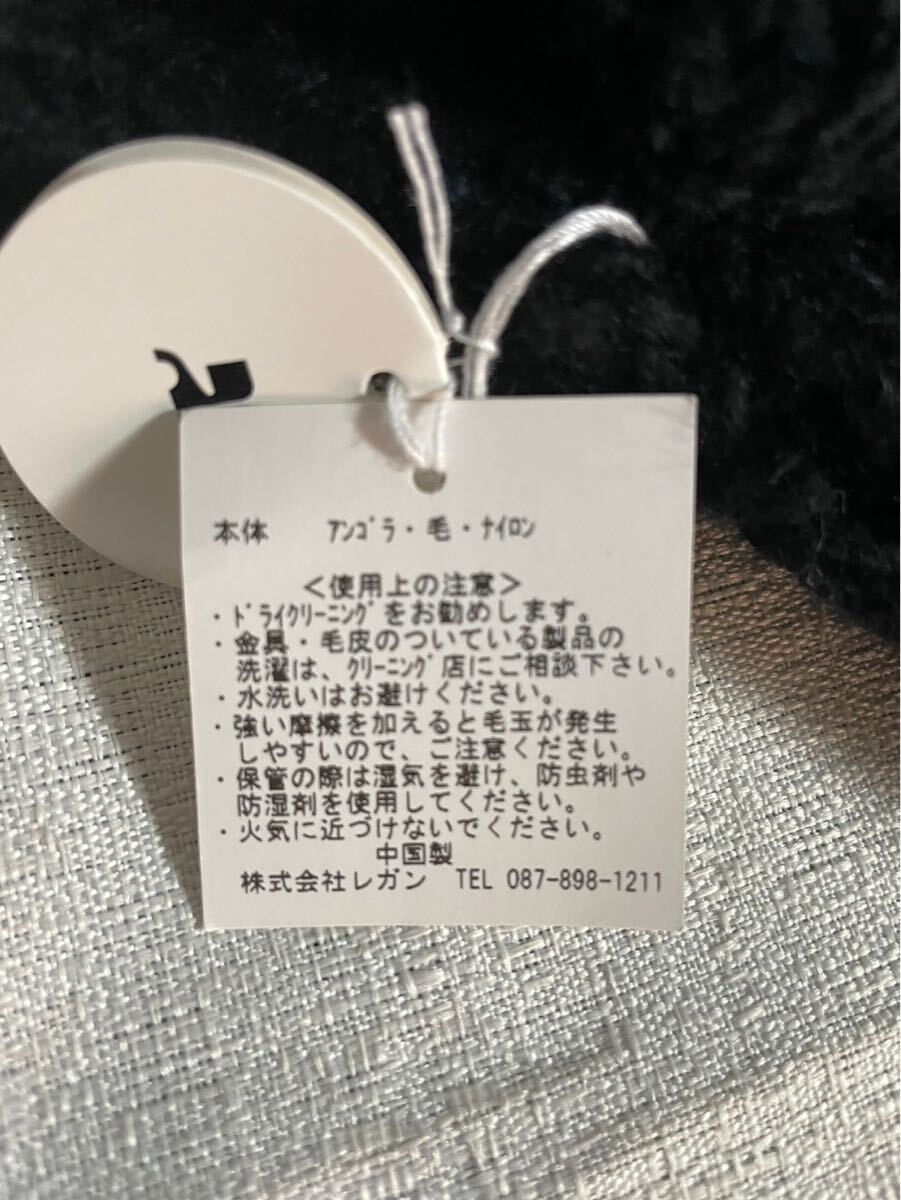 本体　ｱﾝｺﾞﾗ・毛・ﾅｲﾛﾝ
＜使用上の注意＞
・ﾄﾞﾗｲｸﾘｰﾆﾝｸﾞをお勧めします。
・金具・毛皮のついている製品の
洗濯は、ｸﾘｰﾆﾝｸﾞ店にご相談下さい。
・水洗いはお避けください。
・強い摩擦を加えると毛玉が発生
しやすいので、ご注意ください。
・保管の際は湿気を避け、防虫剤や
防湿剤を使用してください。
・火気に近づけないでください。
中国製
株式会社レガン　TEL 087-898-1211